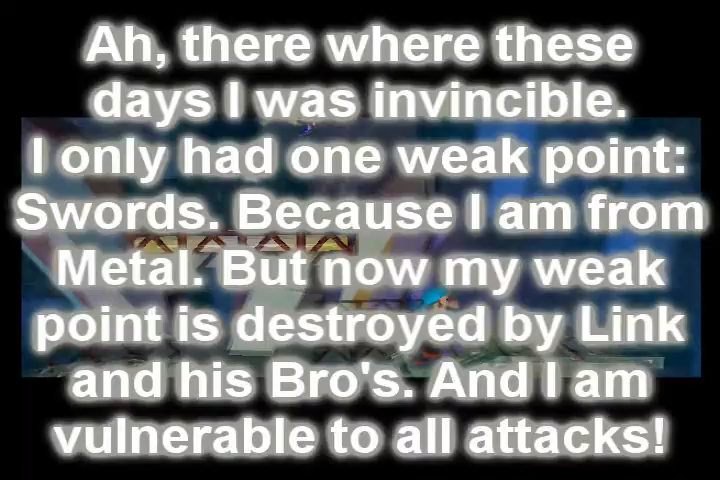 Ah, there where these
days I was invincible.
I only had one weak point:
Swords. Because I am from
Metal. But now my weak
point is destroyed by Link
and his Bro's. And I am
vulnerable to all attacks!